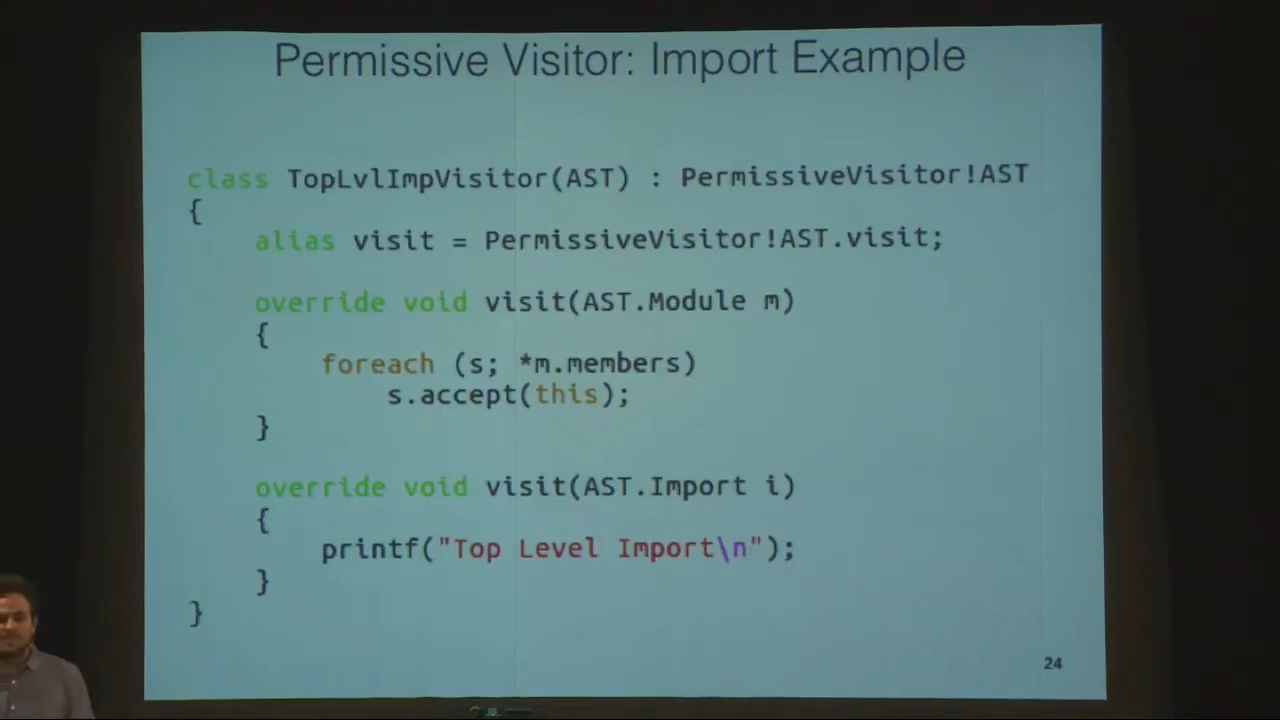 Permissive Visitor: Import Example
class TopLvlImpVisitor(AST) : PermissiveVisitor!AST
{
alias visit = PermissiveVisitor!AST.visit;
override void visit(AST.Module m)
{
foreach (s; *m.members)
s.accept(this);
}
override void visit(AST.Import i)
{
printf("Top Level Import\n");
}
}
24